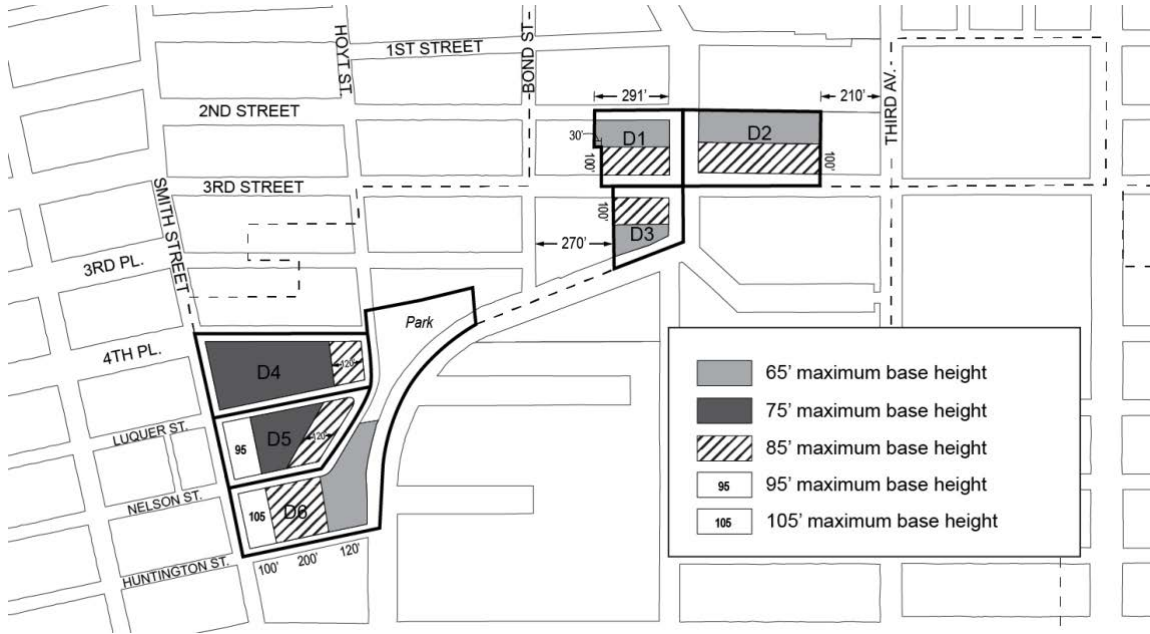 1ST STREET
HOYT ST.
BOND ST.
THIRD AV.
2ND STREET
291'
210'
30'
D1
D2
100'
100'
3RD STREET
SMITH STREET
100'
D3
270'
3RD PL.
Park
4TH PL.
D4
120'
LUQUER ST.
95
D5
120'
NELSON ST.
105
D6
HUNTINGTON ST.
100'
200'
120'
65' maximum base height
75' maximum base height
85' maximum base height
95
95' maximum base height
105
105' maximum base height